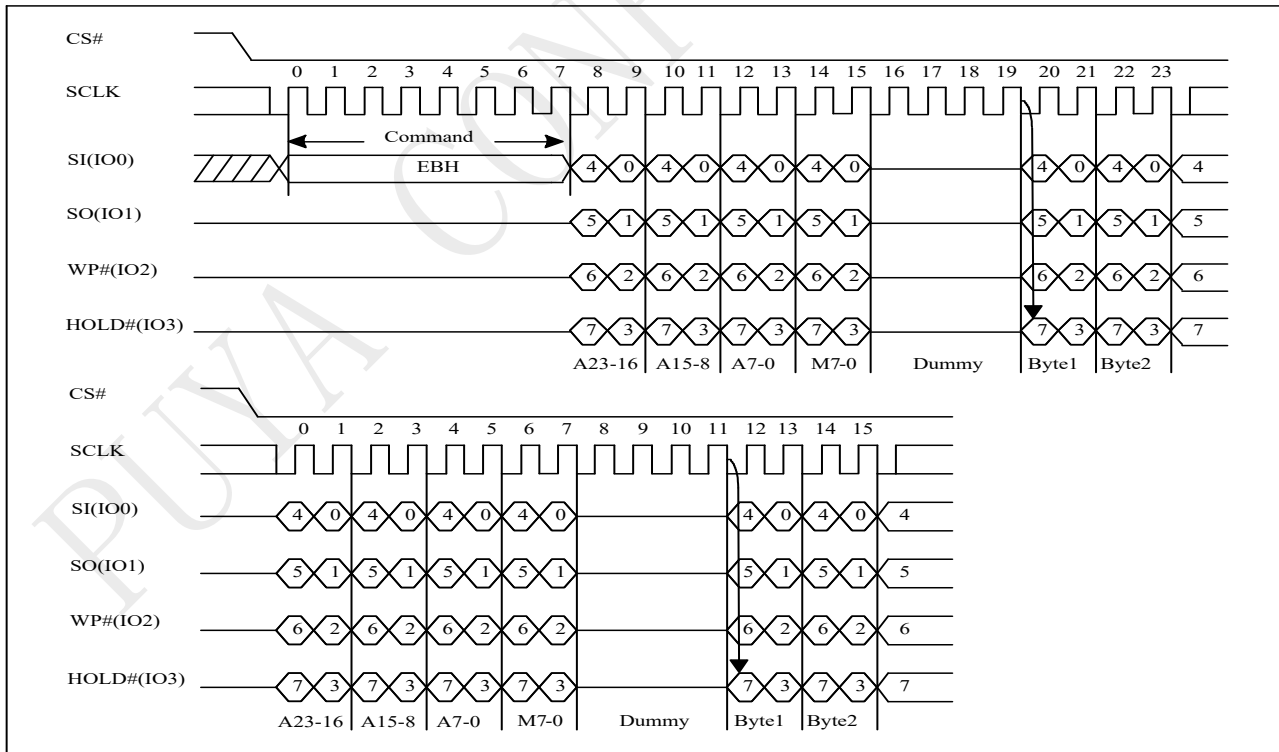 PUYA CONF
CS#
0 1 2 3 4 5 6 7 8 9 10 11 12 13 14 15 16 17 18 19 20 21 22 23
SCLK
Command
SI(IO0) EBH 4 0 4 0 4 0 4 0 4 0 4 0 4
SO(IO1) 5 1 5 1 5 1 5 1 5 1 5 1 5
WP#(IO2) 6 2 6 2 6 2 6 2 6 2 6 2 6
HOLD#(IO3) 7 3 7 3 7 3 7 3 7 3 7 3 7
A23-16 A15-8 A7-0 M7-0 Dummy Byte1 Byte2
CS#
0 1 2 3 4 5 6 7 8 9 10 11 12 13 14 15
SCLK
SI(IO0) 4 0 4 0 4 0 4 0 4 0 4 0 4
SO(IO1) 5 1 5 1 5 1 5 1 5 1 5 1 5
WP#(IO2) 6 2 6 2 6 2 6 2 6 2 6 2 6
HOLD#(IO3) 7 3 7 3 7 3 7 3 7 3 7 3 7
A23-16 A15-8 A7-0 M7-0 Dummy Byte1 Byte2